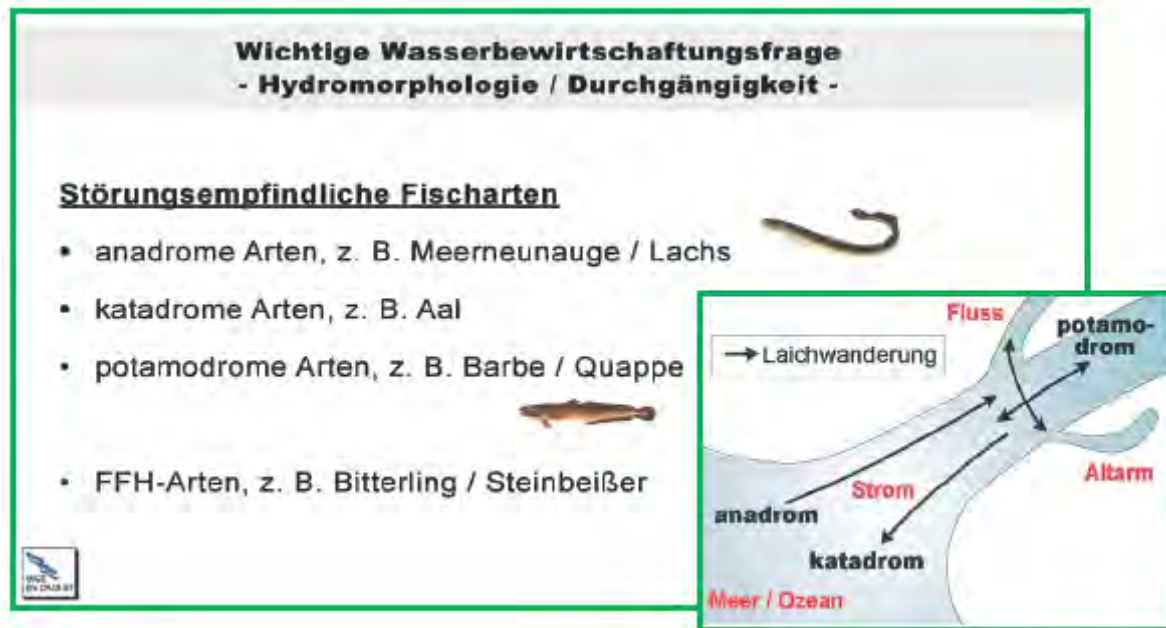 Wichtige Wasserbewirtschaftungsfrage
- Hydromorphologie / Durchgängigkeit -
Störungsempfindliche Fischarten
• anadrome Arten, z. B. Meerneunauge / Lachs
• katadrome Arten, z. B. Aal
• potamodrome Arten, z. B. Barbe / Quappe
• FFH-Arten, z. B. Bitterling / Steinbeißer
Fluss
potamo-
drom
Laichwanderung
Altarm
Strom
anadrom
katadrom
Meer / Ozean